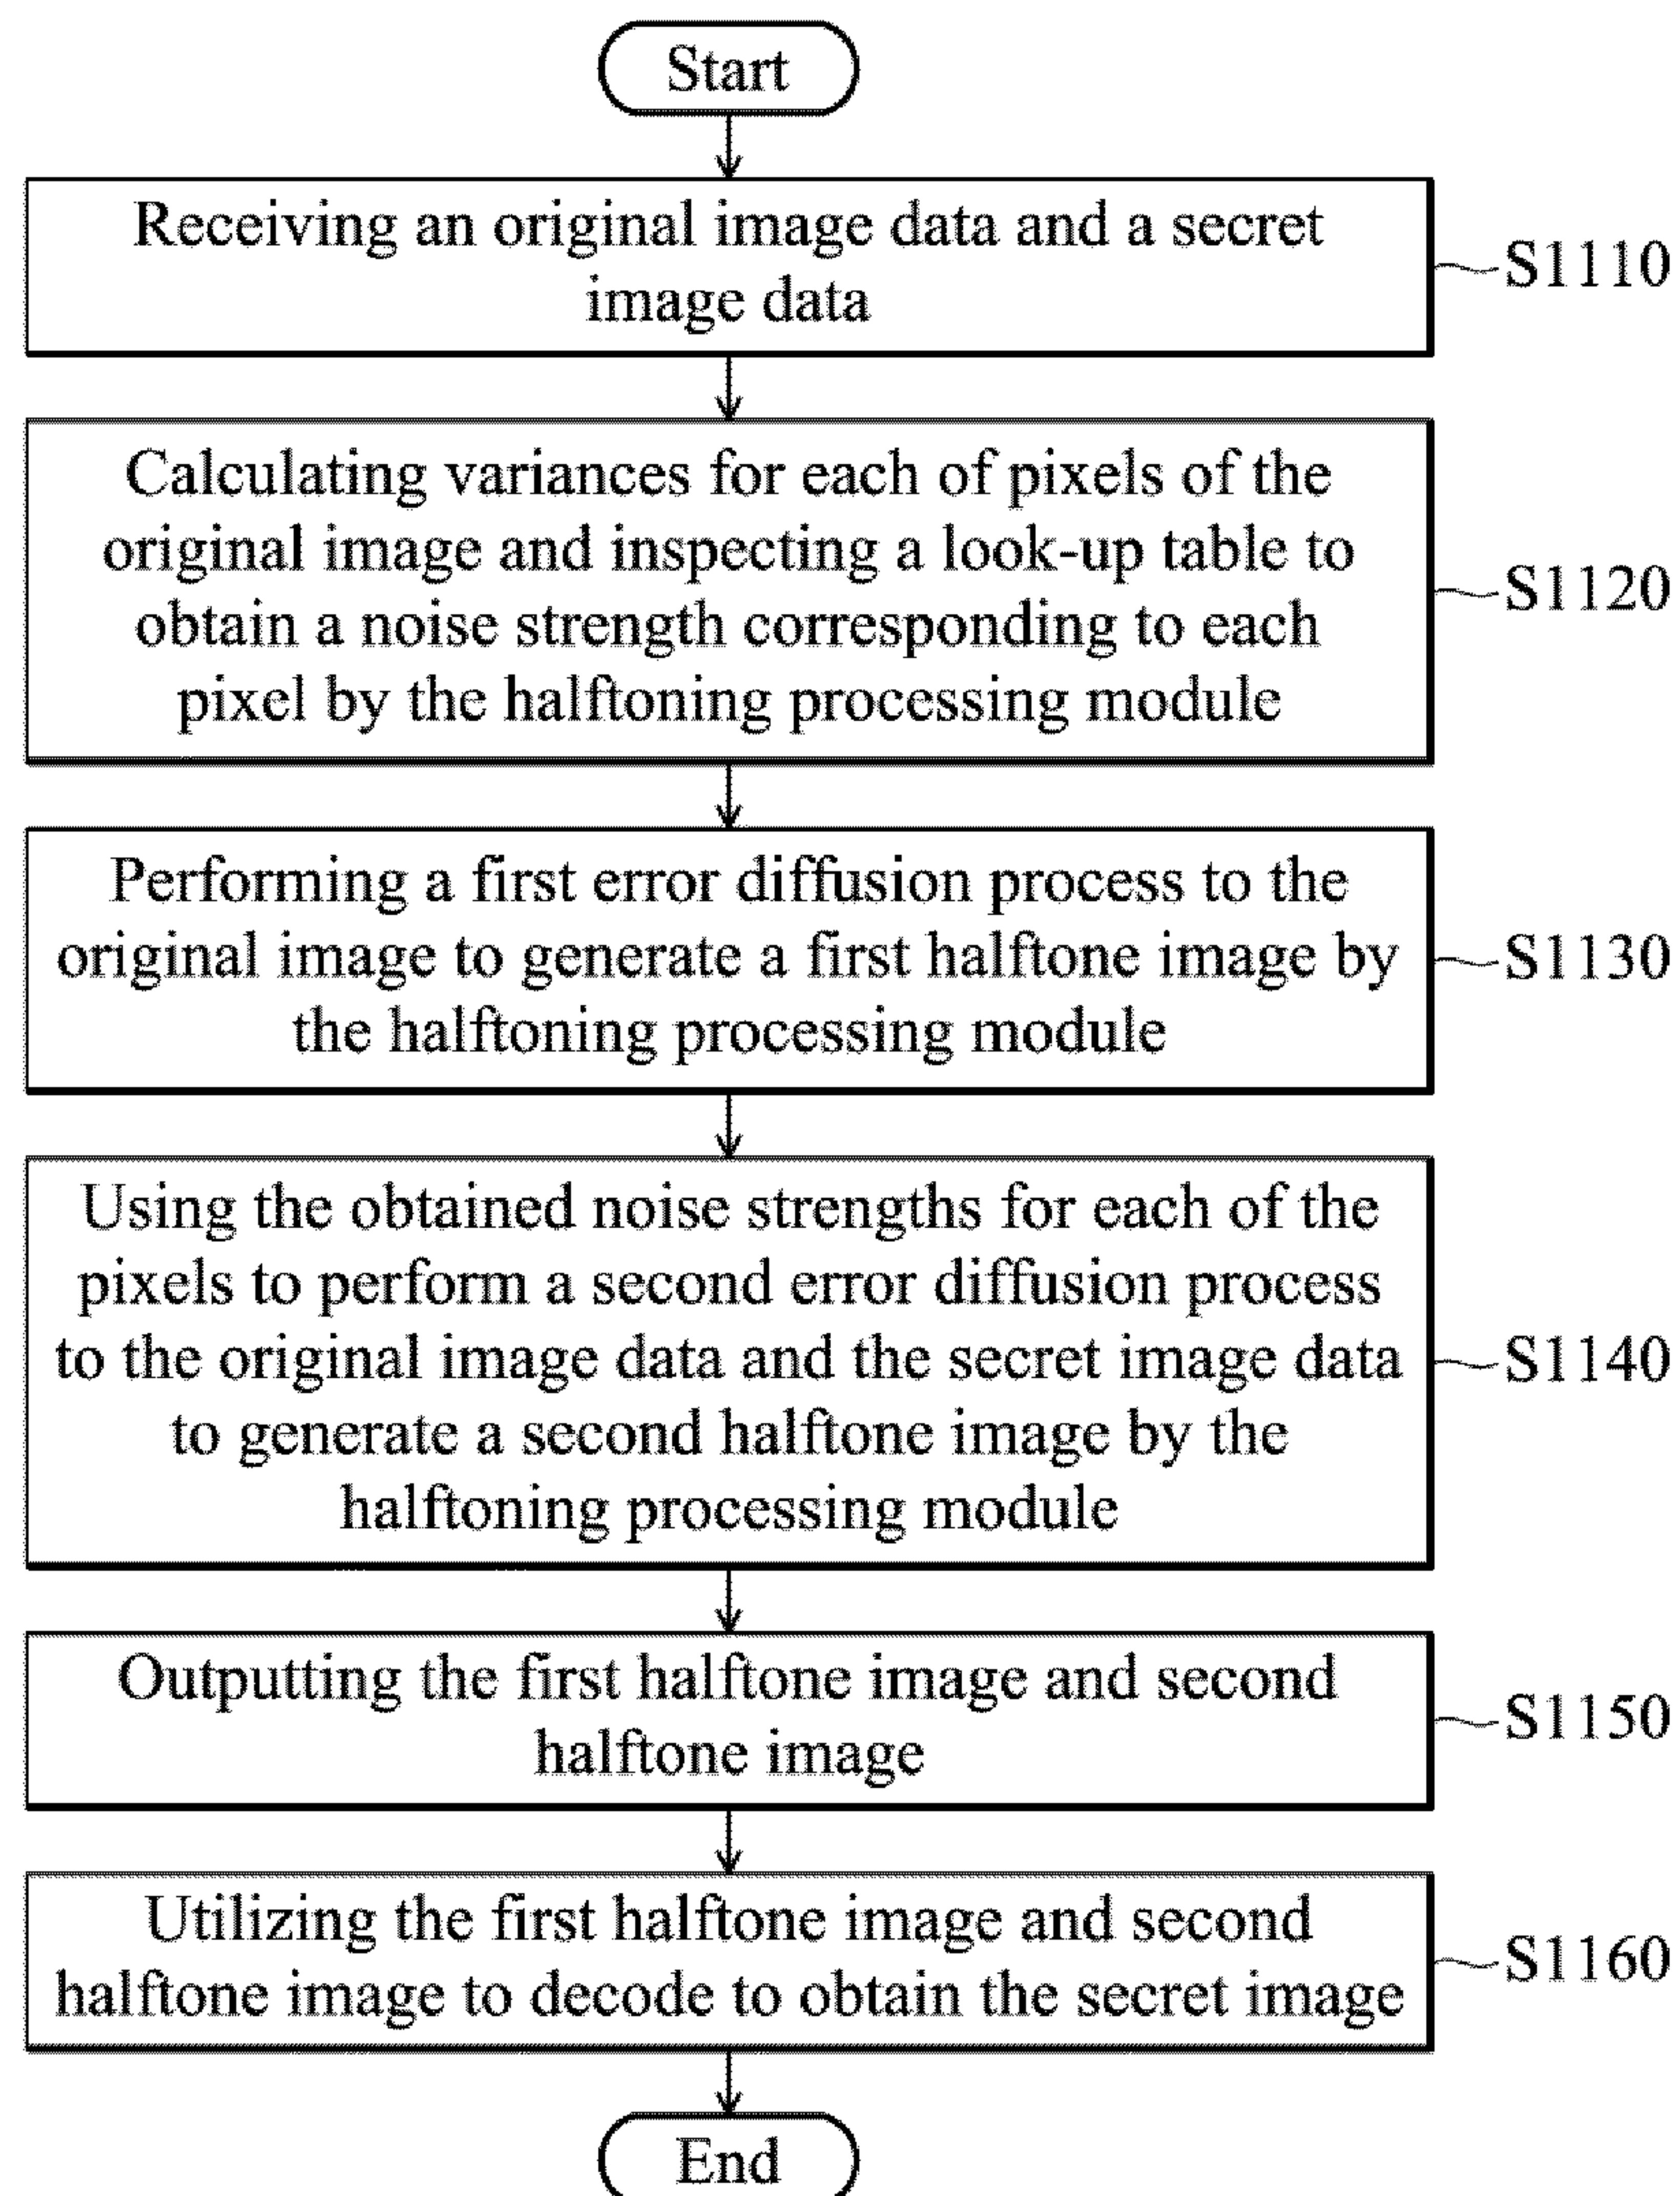 Start
Receiving an original image data and a secret
image data
S1110
Calculating variances for each of pixels of the
original image and inspecting a look-up table to
obtain a noise strength corresponding to each
pixel by the halftoning processing module
S1120
Performing a first error diffusion process to the
original image to generate a first halftone image by
the halftoning processing module
S1130
Using the obtained noise strengths for each of the
pixels to perform a second error diffusion process
to the original image data and the secret image data
to generate a second halftone image by the
halftoning processing module
S1140
Outputting the first halftone image and second
halftone image
S1150
Utilizing the first halftone image and second
halftone image to decode to obtain the secret image
S1160
End